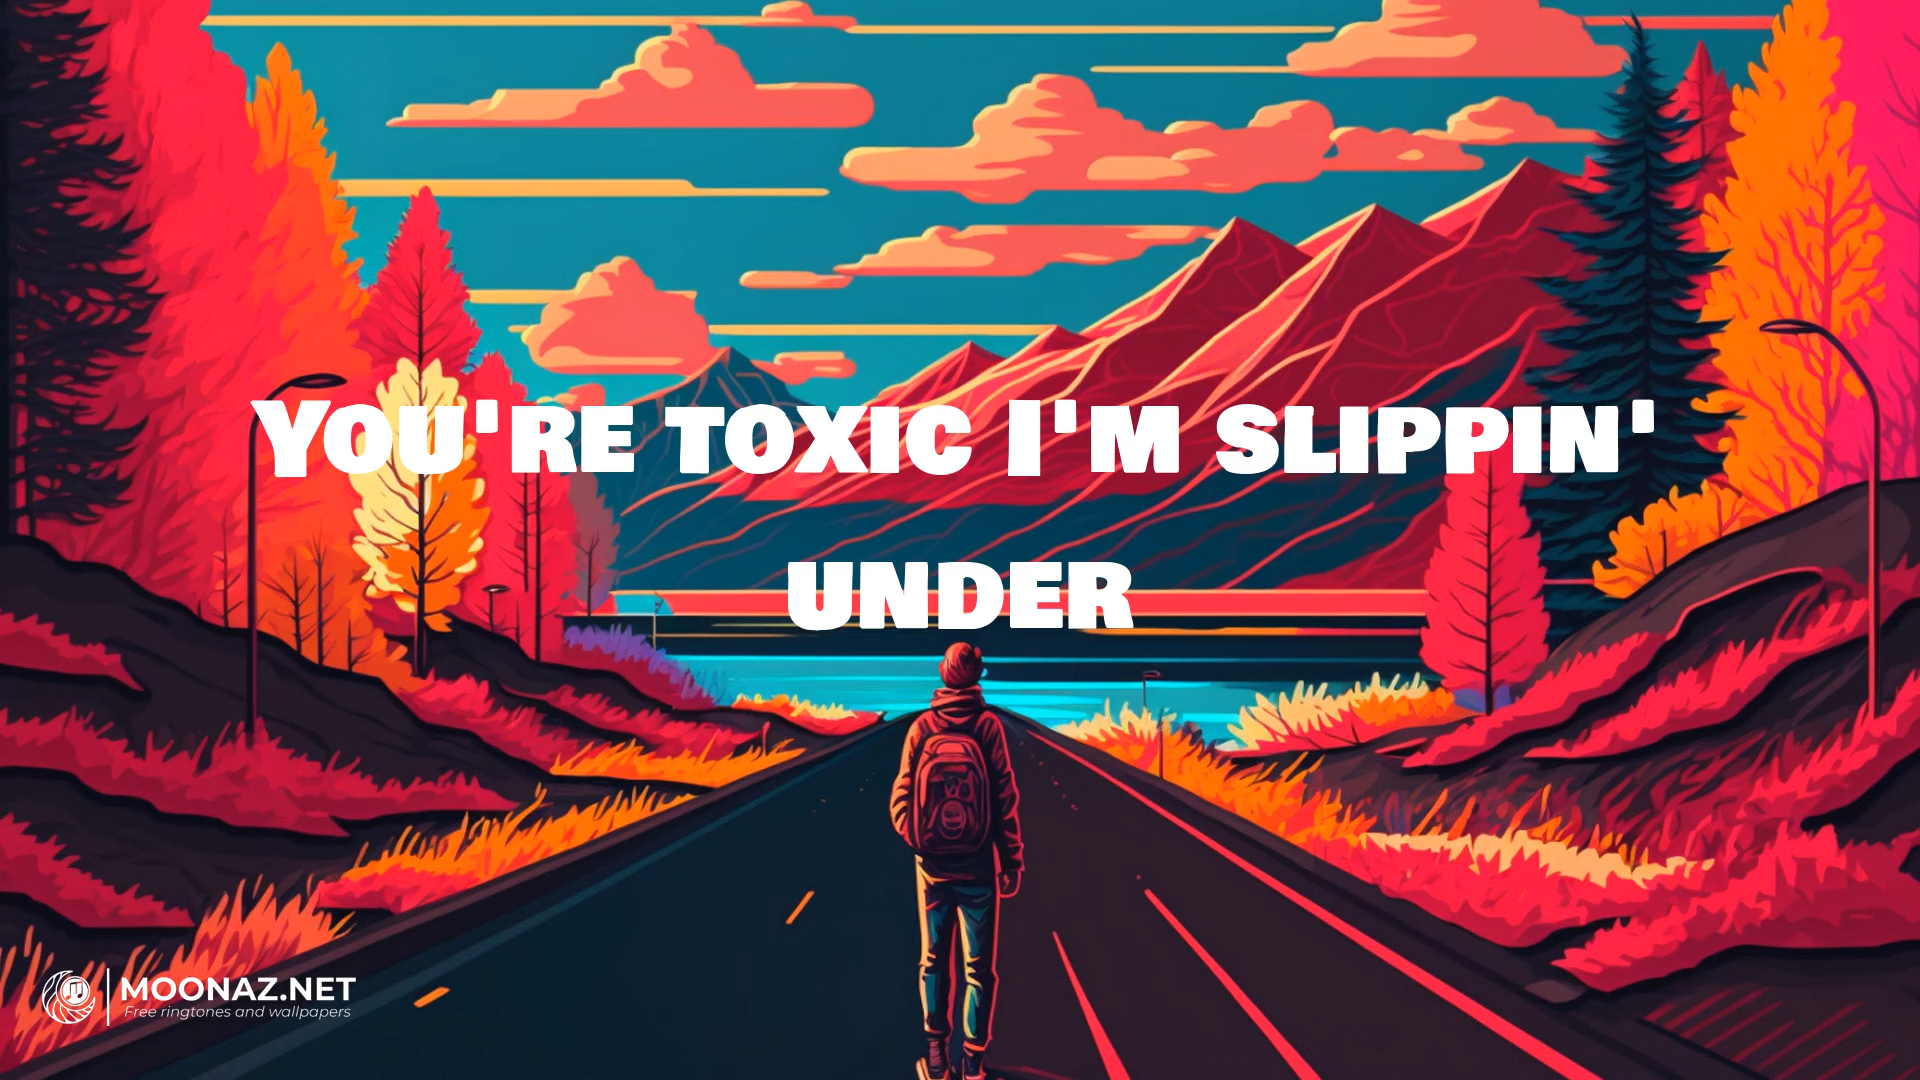 You're toxic I'm slippin'
under
MOONAZ.NET
Free ringtones and wallpapers